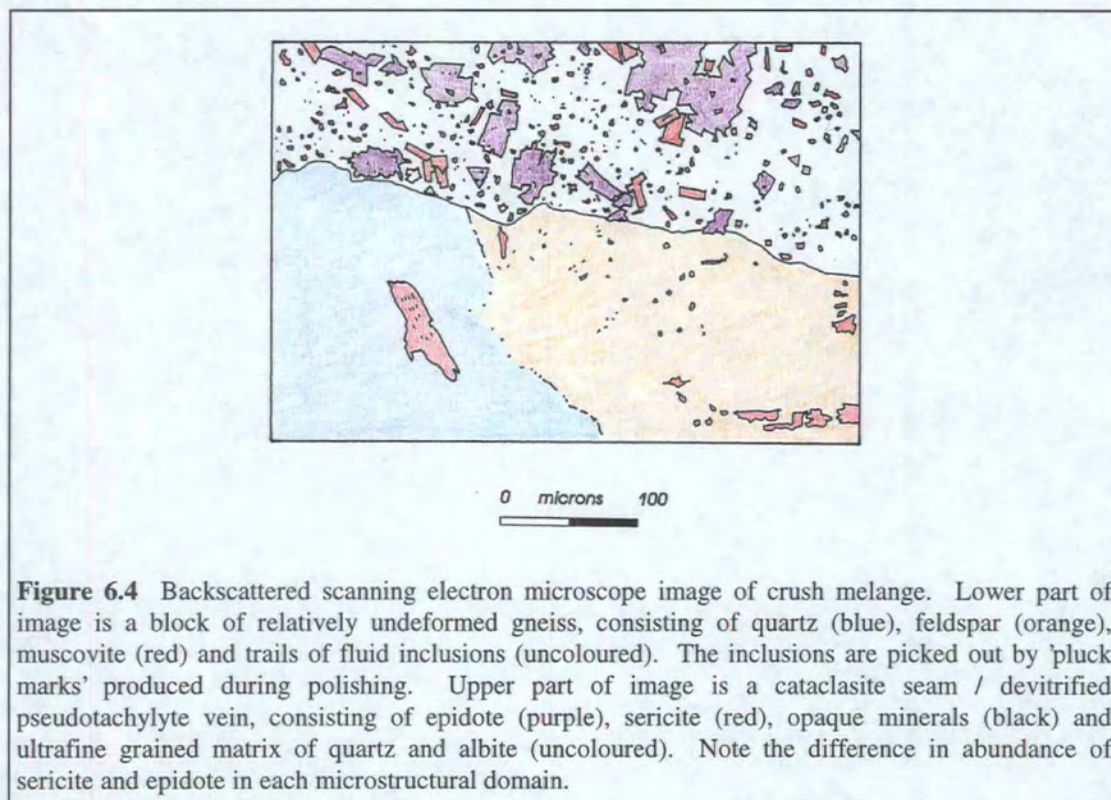 0 microns 100
Figure 6.4 Backscattered scanning electron microscope image of crush melange. Lower part of
image is a block of relatively undeformed gneiss, consisting of quartz (blue), feldspar (orange),
muscovite (red) and trails of fluid inclusions (uncoloured). The inclusions are picked out by 'pluck
marks' produced during polishing. Upper part of image is a cataclasite seam / devitrified
pseudotachylyte vein, consisting of epidote (purple), sericite (red), opaque minerals (black) and
ultrafine grained matrix of quartz and albite (uncoloured). Note the difference in abundance of
sericite and epidote in each microstructural domain.